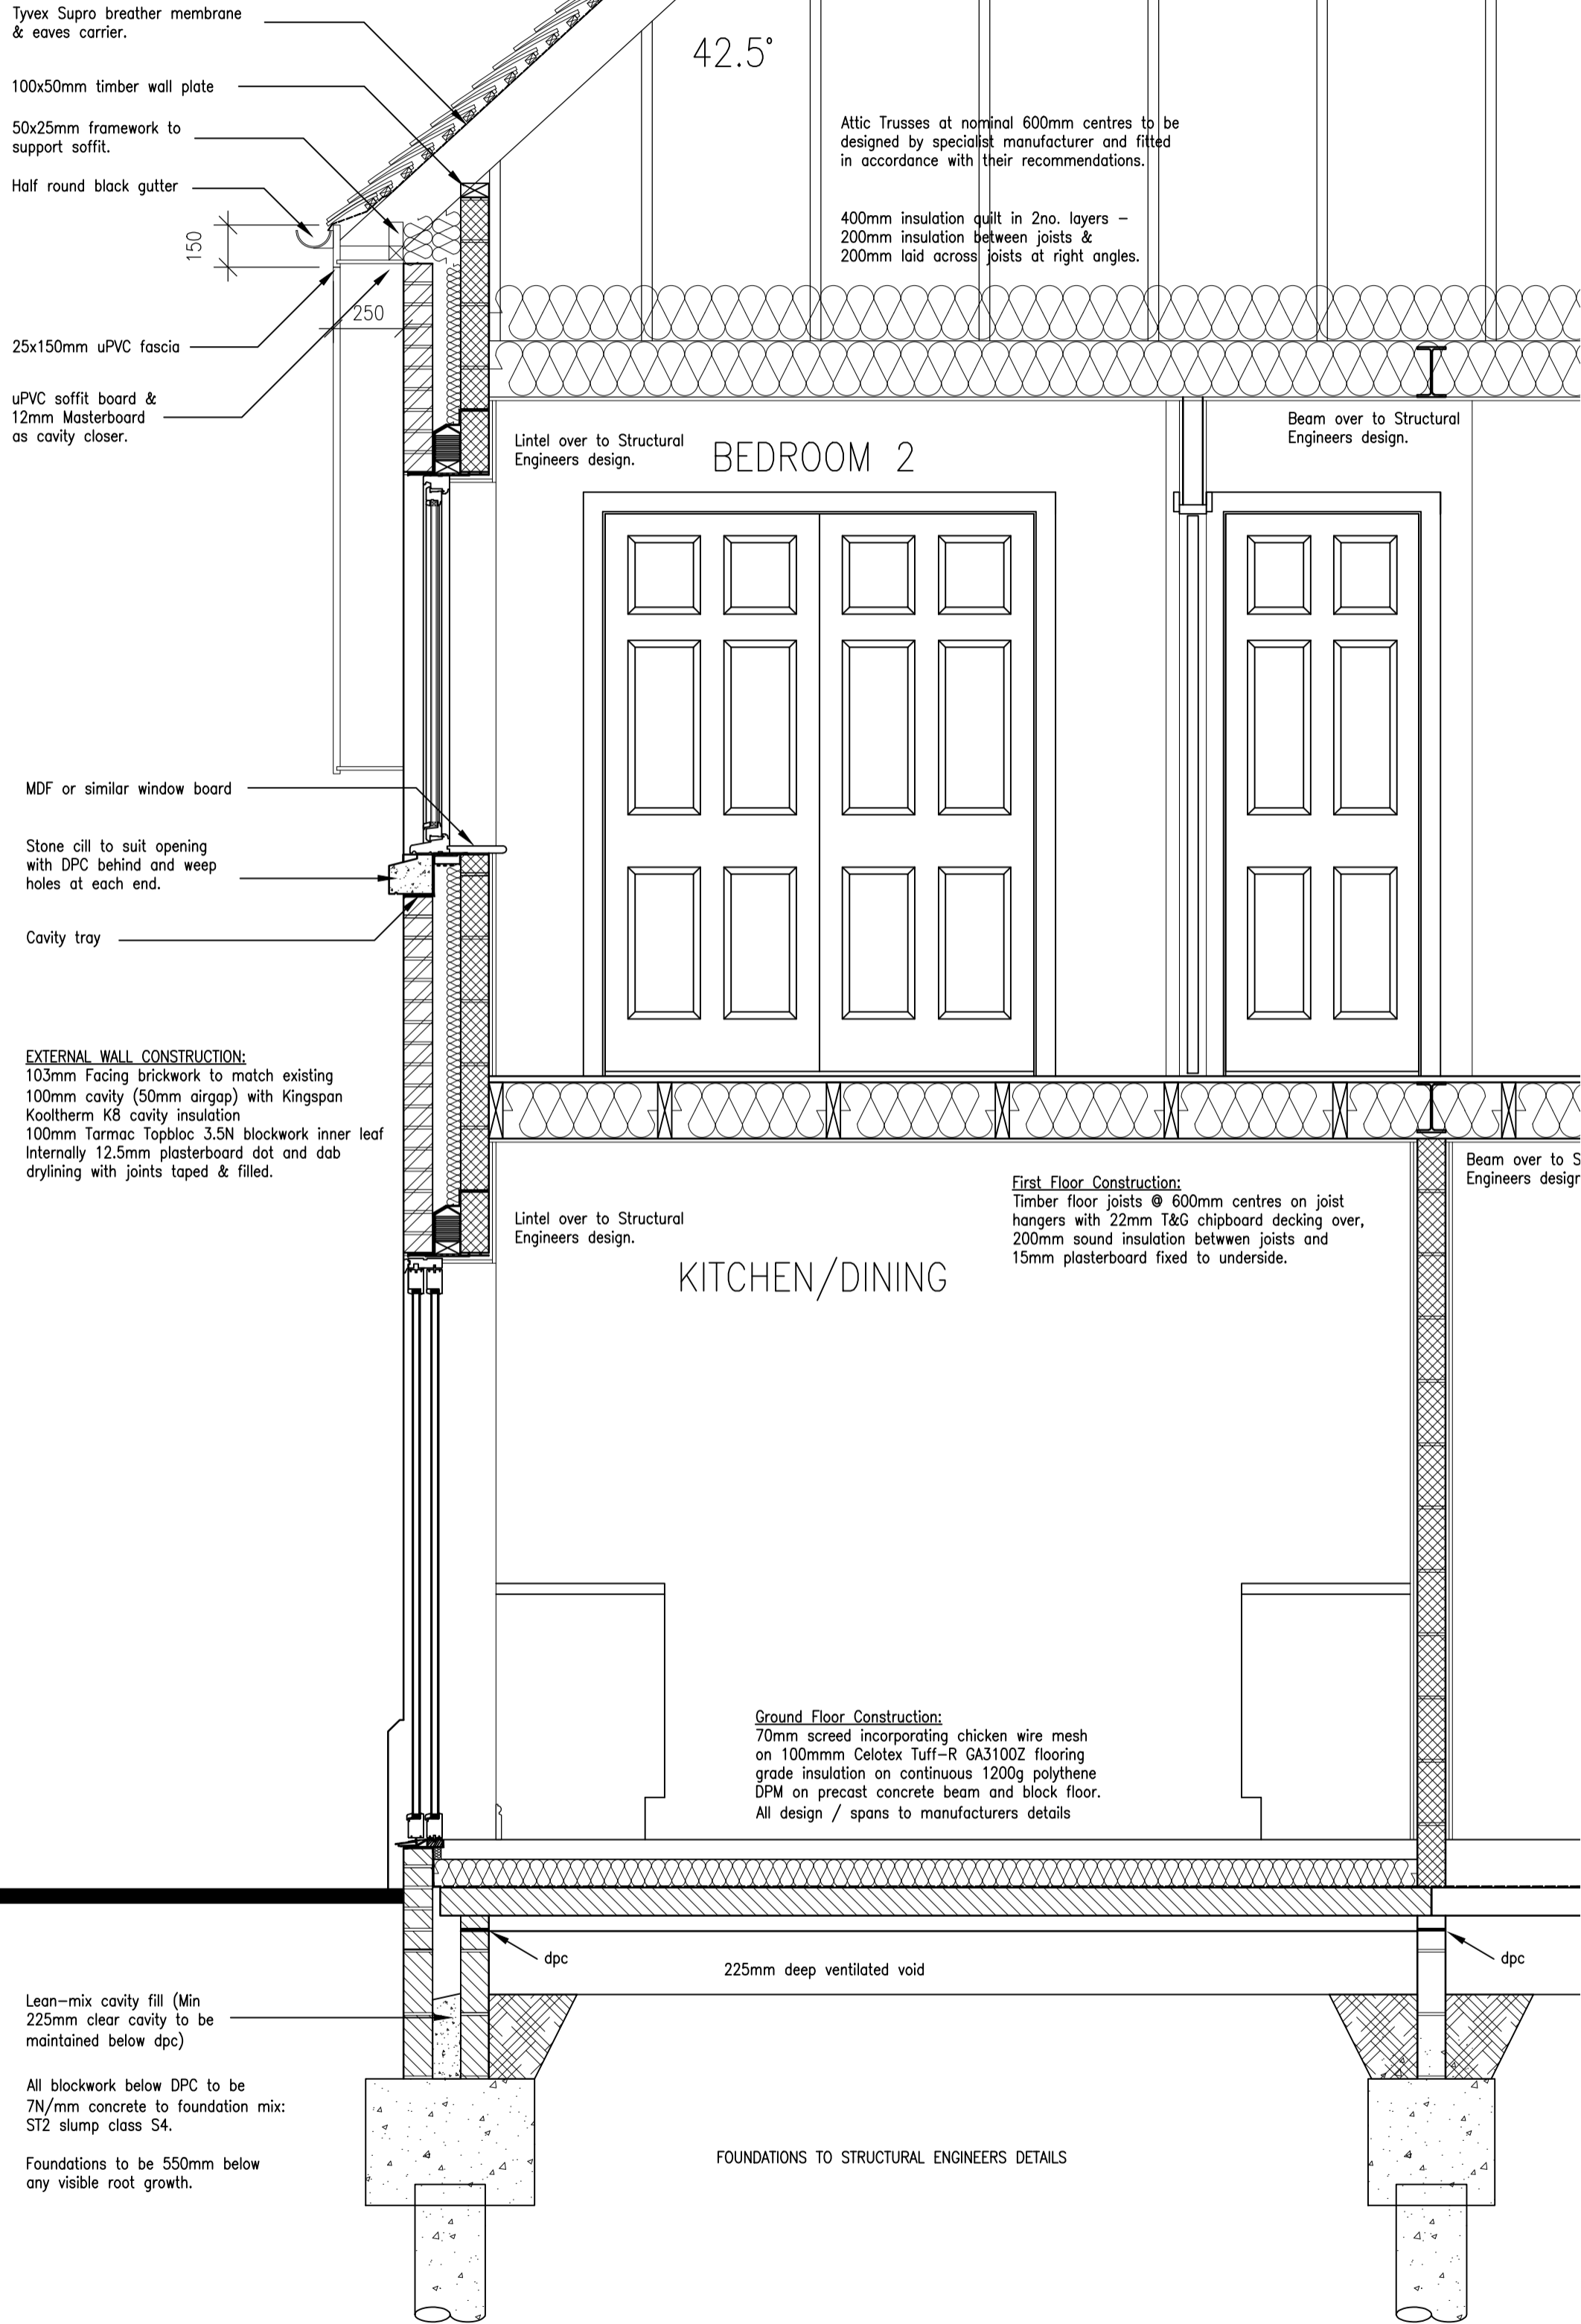 Tyvex Supro breather membrane
& eaves carrier.
100x50mm timber wall plate
50x25mm framework to
support soffit.
Half round black gutter
150
250
25x150mm uPVC fascia
uPVC soffit board &
12mm Masterboard
as cavity closer.
42.5°
Attic Trusses at nominal 600mm centres to be
designed by specialist manufacturer and fitted
in accordance with their recommendations.
400mm insulation quilt in 2no. layers –
200mm insulation between joists &
200mm laid across joists at right angles.
Lintel over to Structural
Engineers design.
BEDROOM 2
Beam over to Structural
Engineers design.
MDF or similar window board
Stone cill to suit opening
with DPC behind and weep
holes at each end.
Cavity tray
EXTERNAL WALL CONSTRUCTION:
103mm Facing brickwork to match existing
100mm cavity (50mm airgap) with Kingspan
Kooltherm K8 cavity insulation
100mm Tarmac Topbloc 3.5N blockwork inner leaf
Internally 12.5mm plasterboard dot and dab
drylining with joints taped & filled.
Lintel over to Structural
Engineers design.
KITCHEN/DINING
First Floor Construction:
Timber floor joists @ 600mm centres on joist
hangers with 22mm T&G chipboard decking over,
200mm sound insulation betwwen joists and
15mm plasterboard fixed to underside.
Beam over to S
Engineers design
Ground Floor Construction:
70mm screed incorporating chicken wire mesh
on 100mmm Celotex Tuff-R GA3100Z flooring
grade insulation on continuous 1200g polythene
DPM on precast concrete beam and block floor.
All design / spans to manufacturers details
dpc
225mm deep ventilated void
dpc
Lean-mix cavity fill (Min
225mm clear cavity to be
maintained below dpc)
All blockwork below DPC to be
7N/mm concrete to foundation mix:
ST2 slump class S4.
Foundations to be 550mm below
any visible root growth.
FOUNDATIONS TO STRUCTURAL ENGINEERS DETAILS